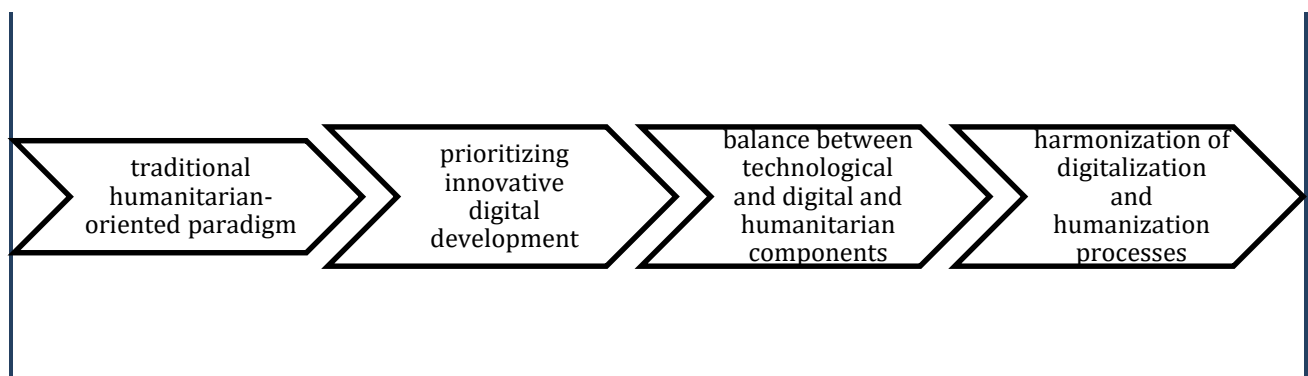 traditional
humanitarian-
oriented paradigm
prioritizing
innovative
digital
development
balance between
technological
and digital and
humanitarian
components
harmonization of
digitalization
and
humanization
processes